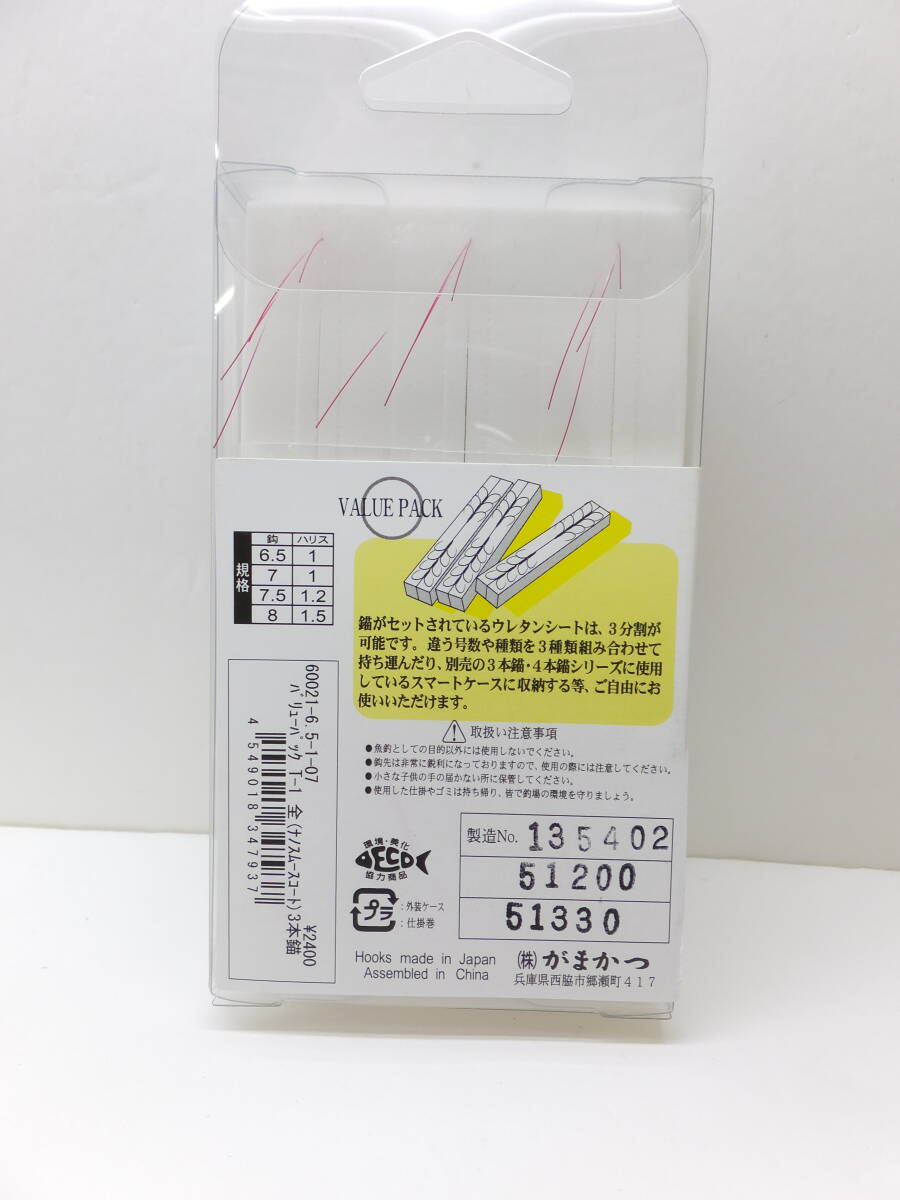 VALUE PACK
規格
鈎 ハリス
6.5 1
7 1
7.5 1.2
8 1.5
錨がセットされているウレタンシートは、3分割が
可能です。違う号数や種類を3種類組み合わせて
持ち運んだり、別売の3本錨・4本錨シリーズに使用
しているスマートケースに収納する等、ご自由にお
使いいただけます。
取扱い注意事項
●魚釣としての目的以外には使用しないでください。
●鈎先は非常に鋭利になっておりますので、使用の際には注意してください。
●小さな子供の手の届かない所に保管してください。
●使用した仕掛やゴミは持ち帰り、皆で釣場の環境を守りましょう。
60021-6.5-1-07
バリューパック T-1 全(ナノスムースコート)3本錨
¥2400
4 549018 347937
環境・美化
ECO
協力商品
プラ
:外装ケース
:仕掛巻
製造No. 135402
51200
51330
Hooks made in Japan
Assembled in China
(株)がまかつ
兵庫県西脇市郷瀬町417